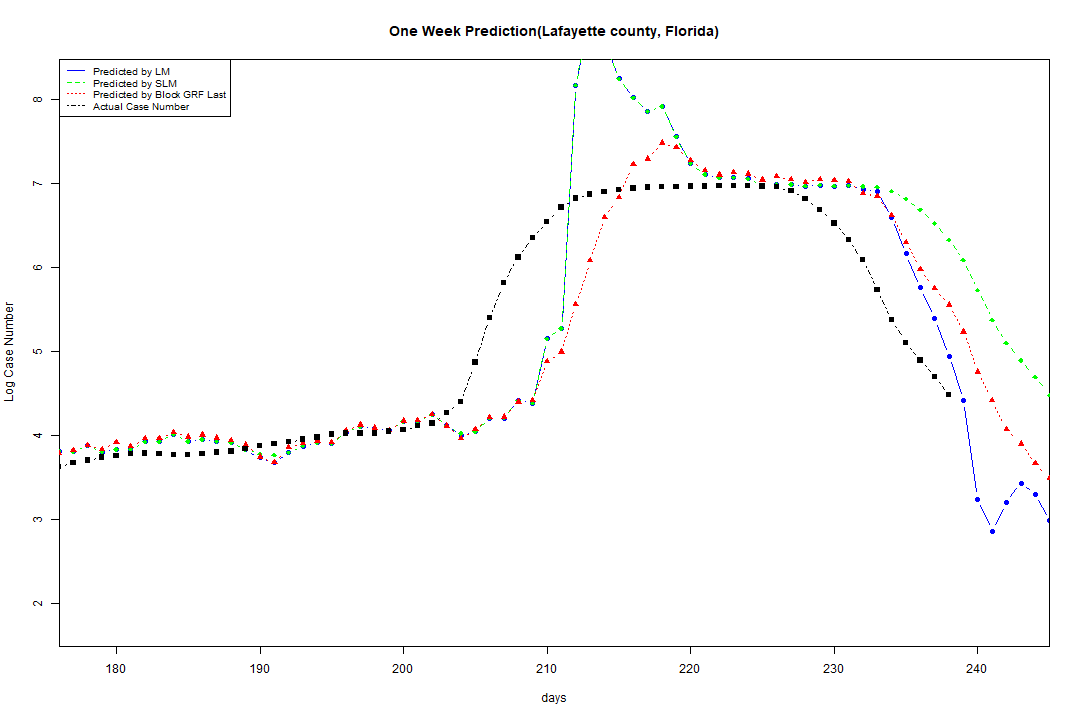 One Week Prediction(Lafayette county, Florida)
Predicted by LM
Predicted by SLM
Predicted by Block GRF Last
Actual Case Number
8
7
6
5
4
3
2
Log Case Number
180 190 200 210 220 230 240
days